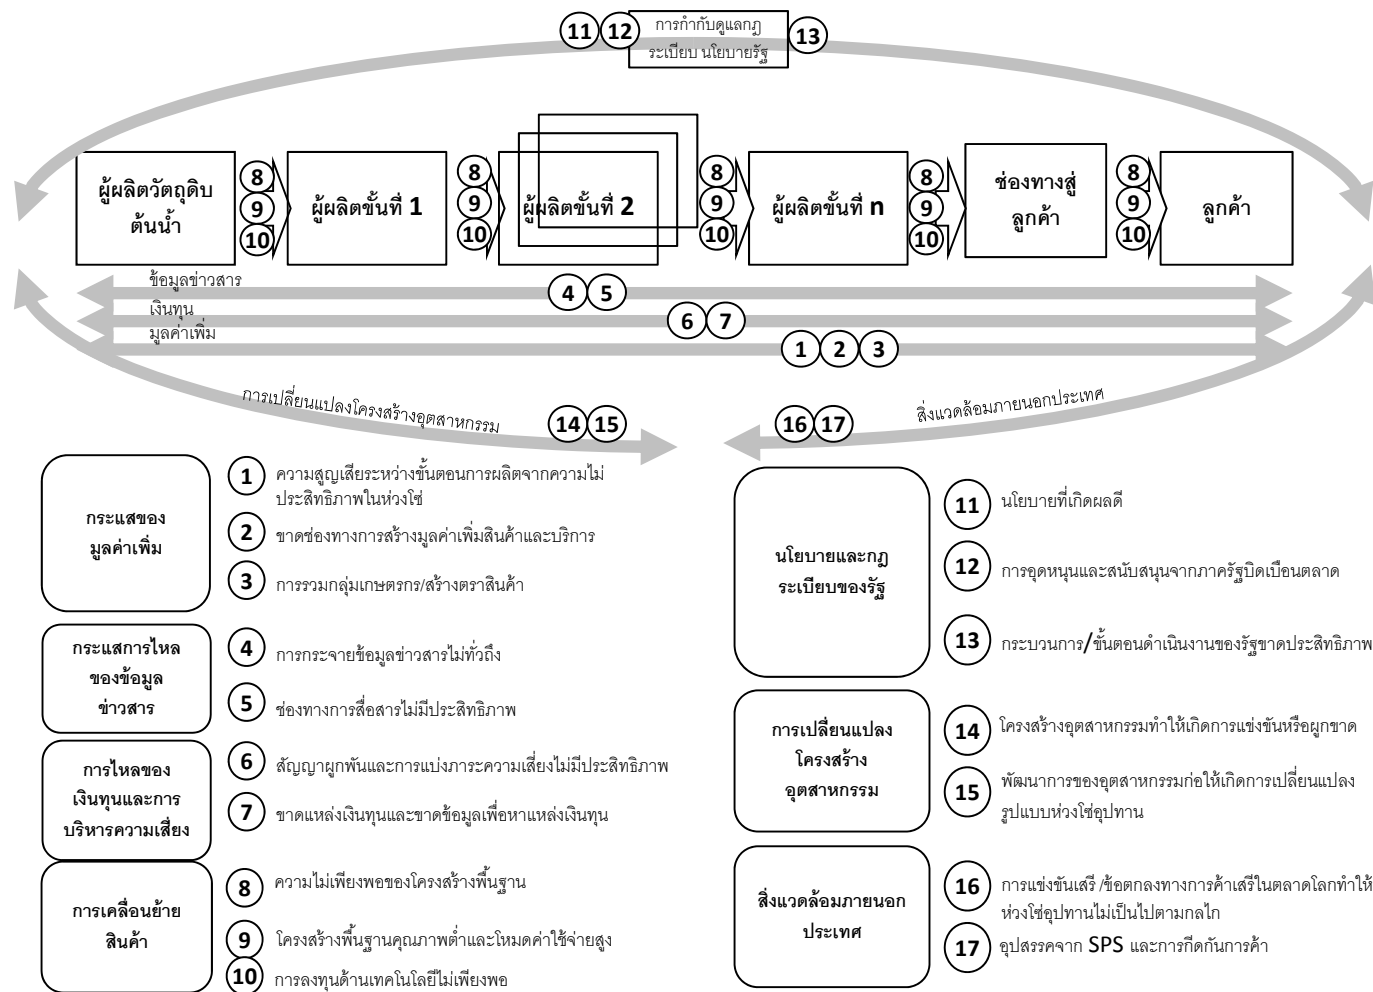 11 12 การกำกับดูแลกฎ 13
ระเบียบ นโยบายรัฐ
ผู้ผลิตวัตถุดิบ
ต้นน้ำ
8
9
10
ผู้ผลิตขั้นที่ 1
8
9
10
ผู้ผลิตขั้นที่ 2
8
9
10
ผู้ผลิตขั้นที่ n
8
9
10
ช่องทางสู่
ลูกค้า
8
9
10
ลูกค้า
ข้อมูลข่าวสาร
4 5
เงินทุน
6 7
มูลค่าเพิ่ม
1 2 3
การเปลี่ยนแปลงโครงสร้างอุตสาหกรรม
14 15
16 17
สิ่งแวดล้อมภายนอกประเทศ
กระแสของ
มูลค่าเพิ่ม
1 ความสูญเสียระหว่างขั้นตอนการผลิตจากความไม่
ประสิทธิภาพในห่วงโซ่
2 ขาดช่องทางการสร้างมูลค่าเพิ่มสินค้าและบริการ
3 การรวมกลุ่มเกษตรกร/สร้างตราสินค้า
กระแสการไหล
ของข้อมูล
ข่าวสาร
4 การกระจายข้อมูลข่าวสารไม่ทั่วถึง
5 ช่องทางการสื่อสารไม่มีประสิทธิภาพ
การไหลของ
เงินทุนและการ
บริหารความเสี่ยง
6 สัญญาผูกพันและการแบ่งภาระความเสี่ยงไม่มีประสิทธิภาพ
7 ขาดแหล่งเงินทุนและขาดข้อมูลเพื่อหาแหล่งเงินทุน
การเคลื่อนย้าย
สินค้า
8 ความไม่เพียงพอของโครงสร้างพื้นฐาน
9 โครงสร้างพื้นฐานคุณภาพต่ำและโหมดค่าใช้จ่ายสูง
10 การลงทุนด้านเทคโนโลยีไม่เพียงพอ
นโยบายและกฎ
ระเบียบของรัฐ
11 นโยบายที่เกิดผลดี
12 การอุดหนุนและสนับสนุนจากภาครัฐบิดเบือนตลาด
13 กระบวนการ/ขั้นตอนดำเนินงานของรัฐขาดประสิทธิภาพ
การเปลี่ยนแปลง
โครงสร้าง
อุตสาหกรรม
14 โครงสร้างอุตสาหกรรมทำให้เกิดการแข่งขันหรือผูกขาด
15 พัฒนาการของอุตสาหกรรมก่อให้เกิดการเปลี่ยนแปลง
รูปแบบห่วงโซ่อุปทาน
สิ่งแวดล้อมภายนอก
ประเทศ
16 การแข่งขันเสรี /ข้อตกลงทางการค้าเสรีในตลาดโลกทำให้
ห่วงโซ่อุปทานไม่เป็นไปตามกลไก
17 อุปสรรคจาก SPS และการกีดกันการค้า